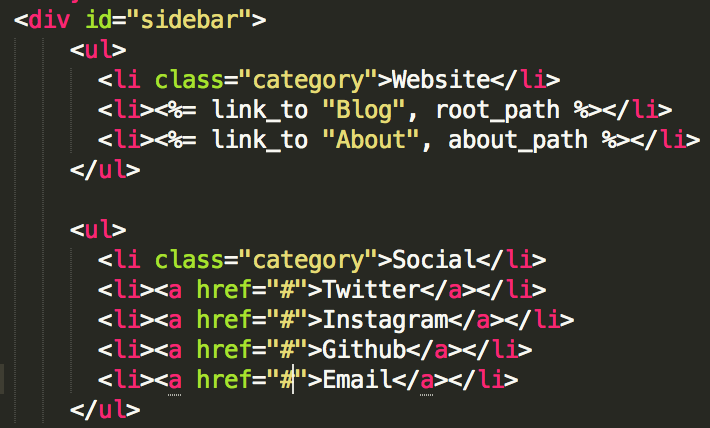 <div id="sidebar">
<ul>
<li class="category">Website</li>
<li><%= link_to "Blog", root_path %></li>
<li><%= link_to "About", about_path %></li>
</ul>
<ul>
<li class="category">Social</li>
<li><a href="#">Twitter</a></li>
<li><a href="#">Instagram</a></li>
<li><a href="#">Github</a></li>
<li><a href="#">Email</a></li>
</ul>